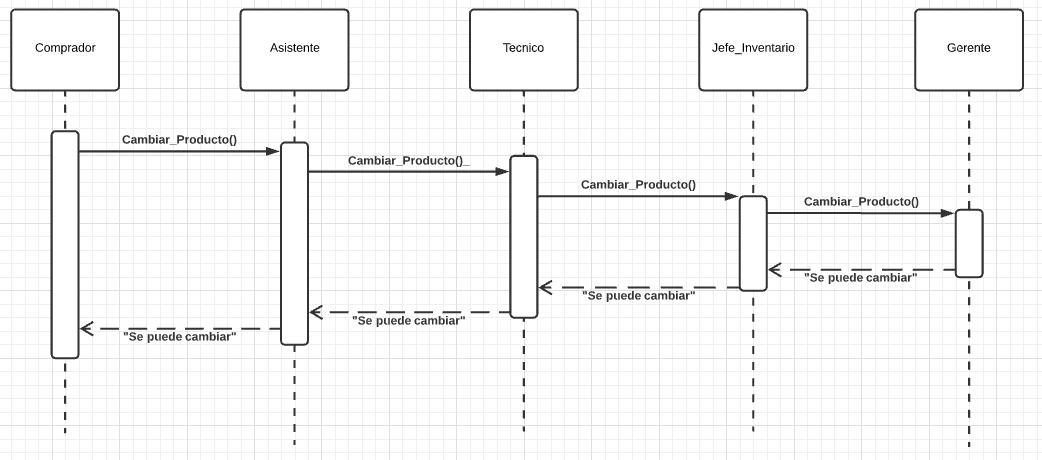 Comprador
Asistente
Tecnico
Jefe_Inventario
Gerente
Cambiar_Producto()
Cambiar_Producto()_
Cambiar_Producto()
Cambiar_Producto()
"Se puede cambiar"
"Se puede cambiar"
"Se puede cambiar"
"Se puede cambiar"